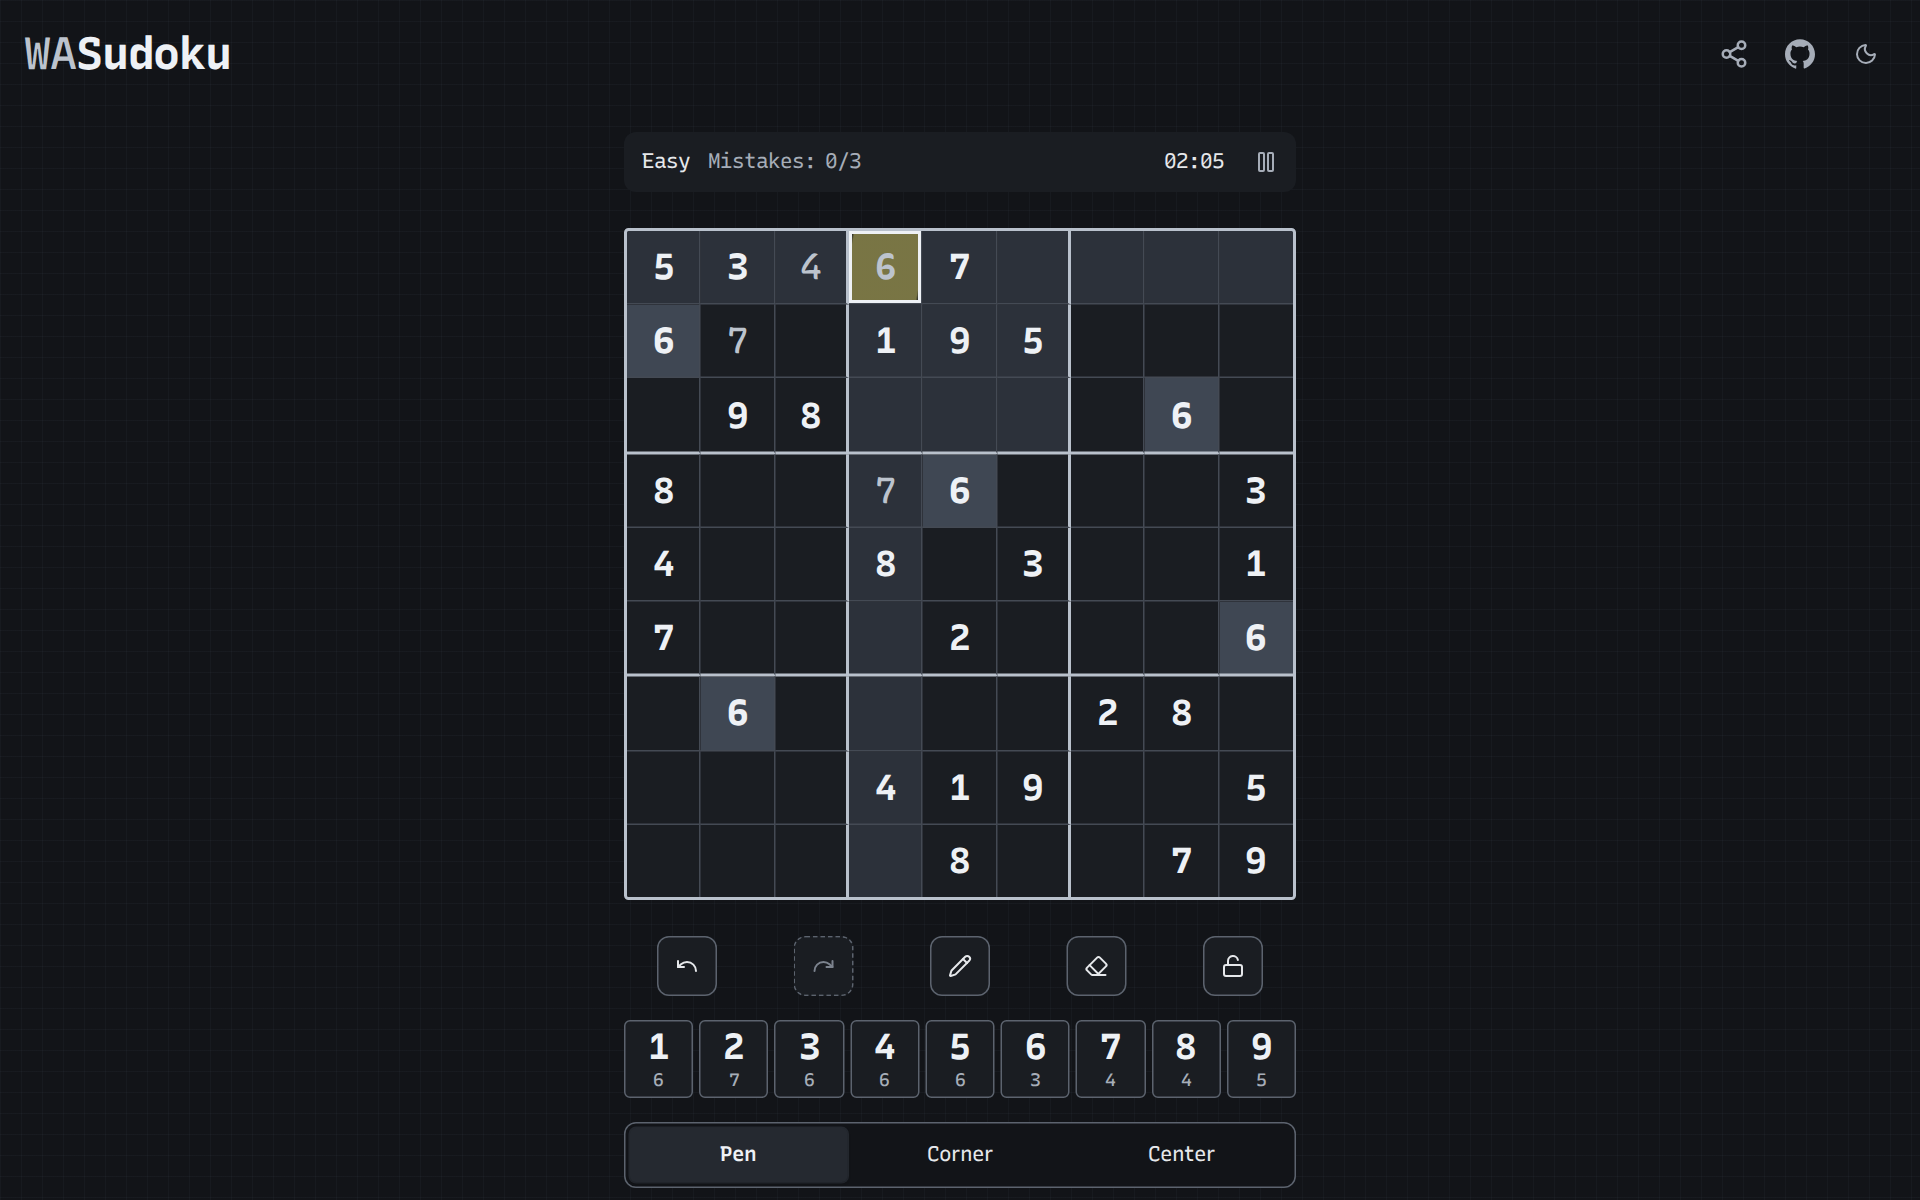 WASudoku
Easy Mistakes: 0/3 02:05
5 3 4 6 7
6 7 1 9 5
9 8 6
8 7 6 3
4 8 3 1
7 2 6
6 2 8
4 1 9 5
8 7 9
1 2 3 4 5 6 7 8 9
6 7 6 6 6 3 4 4 5
Pen Corner Center